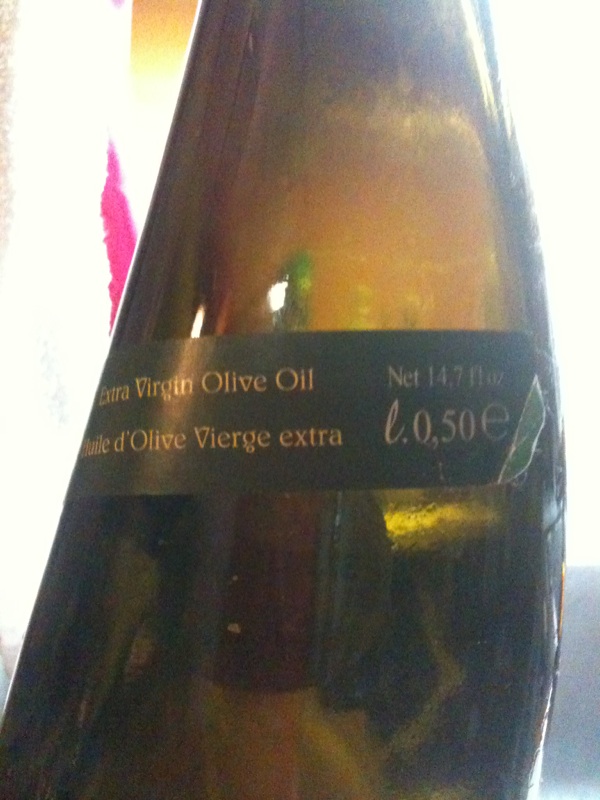 Extra Virgin Olive Oil
Huile d'Olive Vierge extra
Net 14,7 fl oz
l. 0,50 e